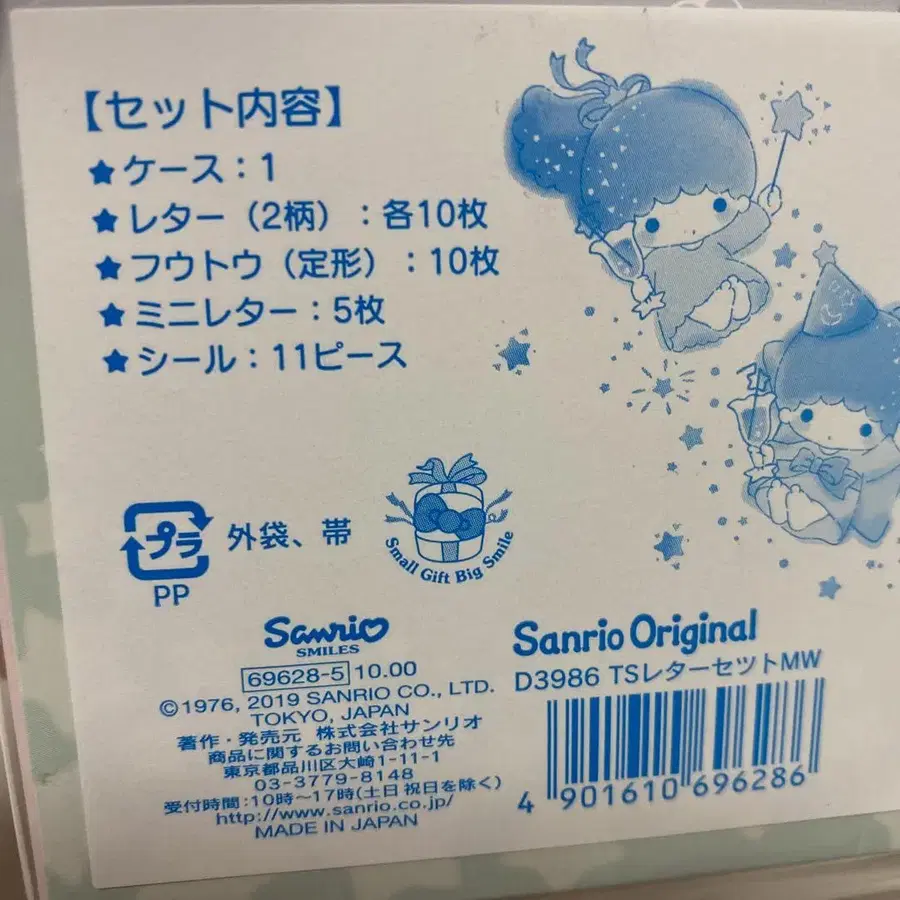 【セット内容】
★ケース：1
★レター（2柄）：各10枚
★フウトウ（定形）：10枚
★ミニレター：5枚
★シール：11ピース
プラ
PP
外袋、帯
Small Gift Big Smile
Sanrio
SMILES
69628-5 10.00
©1976, 2019 SANRIO CO., LTD.
TOKYO, JAPAN
著作・発売元 株式会社サンリオ
商品に関するお問い合わせ先
東京都品川区大崎1-11-1
03-3779-8148
受付時間：10時〜17時(土日祝日を除く)
http://www.sanrio.co.jp/
MADE IN JAPAN
Sanrio Original
D3986 TSレターセットMW
4 901610 696286